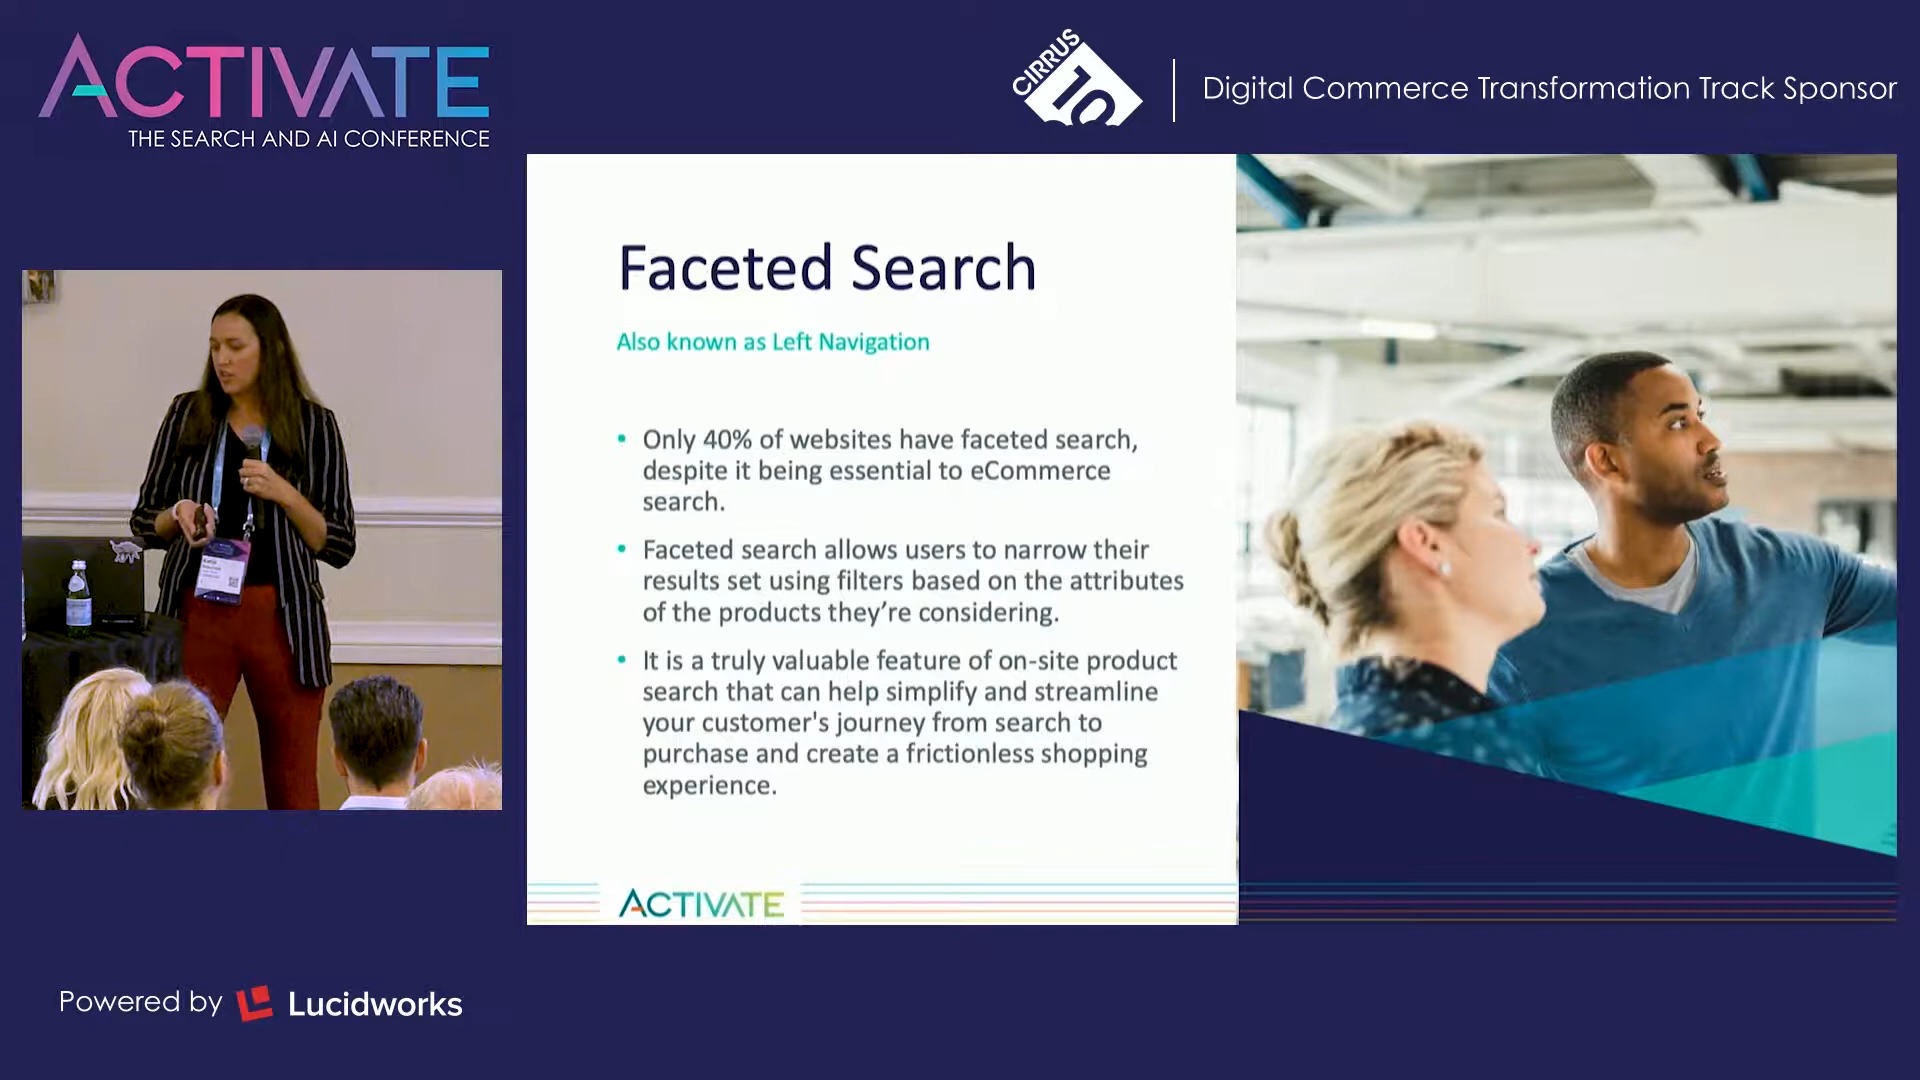 ACTIVATE
THE SEARCH AND AI CONFERENCE
CIRRUS
10
Digital Commerce Transformation Track Sponsor
Faceted Search
Also known as Left Navigation
• Only 40% of websites have faceted search,
despite it being essential to eCommerce
search.
• Faceted search allows users to narrow their
results set using filters based on the attributes
of the products they’re considering.
• It is a truly valuable feature of on-site product
search that can help simplify and streamline
your customer's journey from search to
purchase and create a frictionless shopping
experience.
ACTIVATE
Powered by Lucidworks